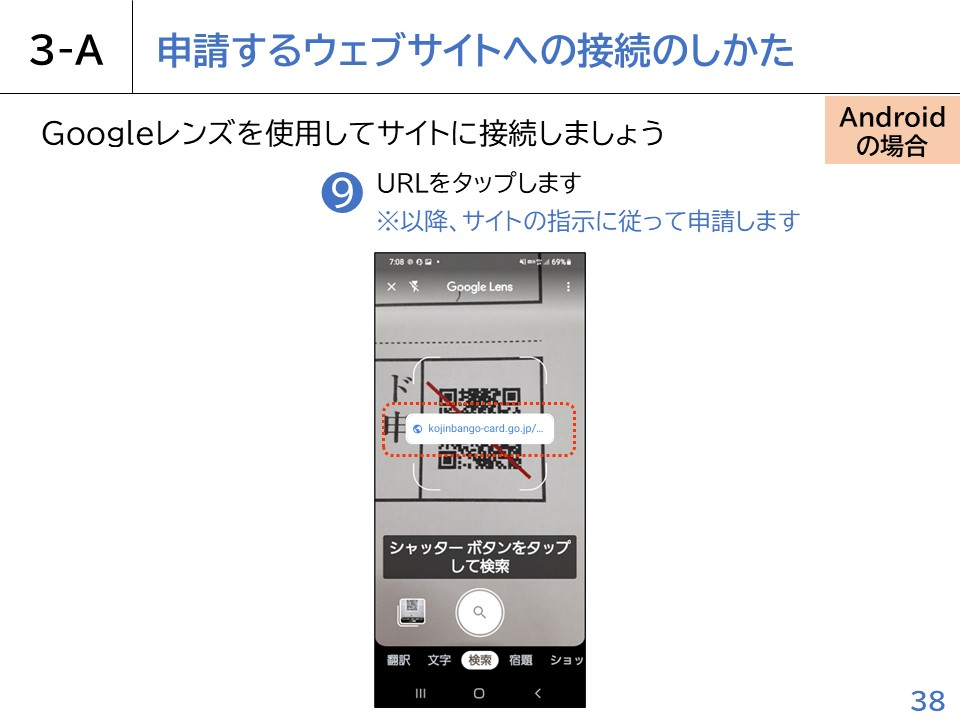 3-A
申請するウェブサイトへの接続のしかた
Googleレンズを使用してサイトに接続しましょう
Android
の場合
9
URLをタップします
※以降、サイトの指示に従って申請します
7:08
69%
Google Lens
ド
申
kojinbango-card.go.jp/...
シャッター ボタンをタップ
して検索
翻訳 文字 検索 宿題 ショッ
38